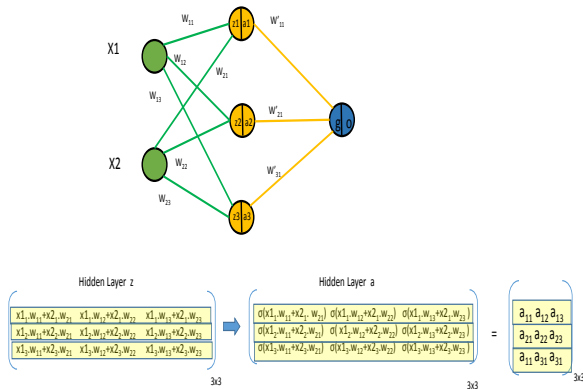 W₁₁
z1 a1
W'₁₁
X1
W₁₂
W₂₁
W₁₃
z2 a2
W'₂₁
g o
X2
W₂₂
W'₃₁
W₂₃
z3 a3
Hidden Layer z
Hidden Layer a
x1₁.w₁₁+x2₁.w₂₁ x1₁.w₁₂+x2₁.w₂₂ x1₁.w₁₃+x2₁.w₂₃
x1₂.w₁₁+x2₂.w₂₁ x1₂.w₁₂+x2₂.w₂₂ x1₂.w₁₃+x2₂.w₂₃
x1₃.w₁₁+x2₃.w₂₁ x1₃.w₁₂+x2₃.w₂₂ x1₃.w₁₃+x2₃.w₂₃
3x3
σ(x1₁.w₁₁+x2₁.w₂₁) σ(x1₁.w₁₂+x2₁.w₂₂) σ(x1₁.w₁₃+x2₁.w₂₃)
σ(x1₂.w₁₁+x2₂.w₂₁) σ(x1₂.w₁₂+x2₂.w₂₂) σ(x1₂.w₁₃+x2₂.w₂₃)
σ(x1₃.w₁₁+x2₃.w₂₁) σ(x1₃.w₁₂+x2₃.w₂₂) σ(x1₃.w₁₃+x2₃.w₂₃)
3x3
=
a₁₁ a₁₂ a₁₃
a₂₁ a₂₂ a₂₃
a₁₁ a₃₁ a₃₁
3x3